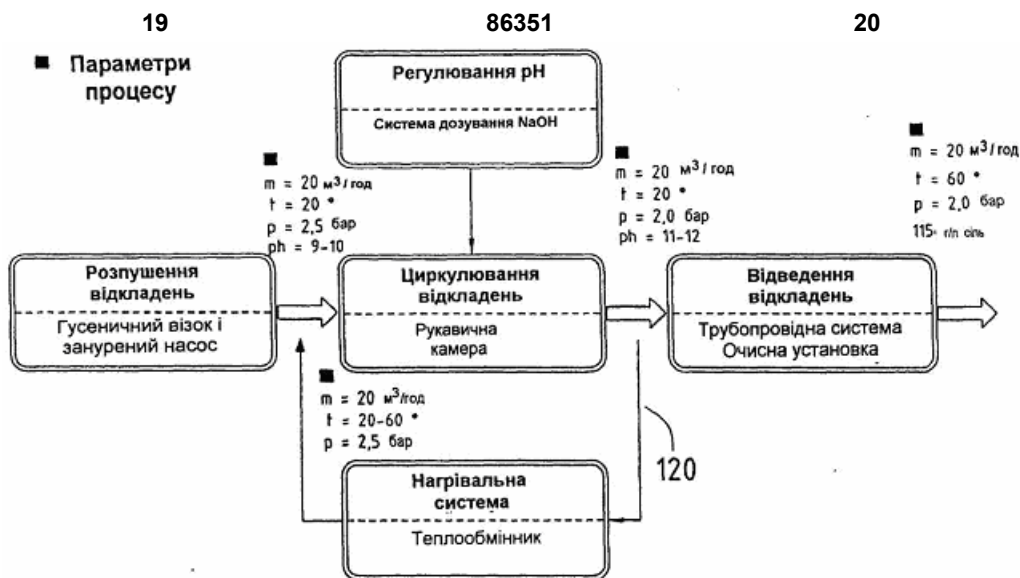 19 86351 20
■ Параметри
процесу
Регулювання pH
Система дозування NaOH
■
m = 20 м³/год
t = 20 °
p = 2,5 бар
ph = 9-10
■
m = 20 м³/год
t = 20 °
p = 2,0 бар
ph = 11-12
■
m = 20 м³/год
t = 60 °
p = 2,0 бар
115 г/л сіль
Розпушення
відкладень
Гусеничний візок і
занурений насос
Циркулювання
відкладень
Рукавична
камера
Відведення
відкладень
Трубопровідна система
Очисна установка
■
m = 20 м³/год
t = 20-60 °
p = 2,5 бар
120
Нагрівальна
система
Теплообмінник